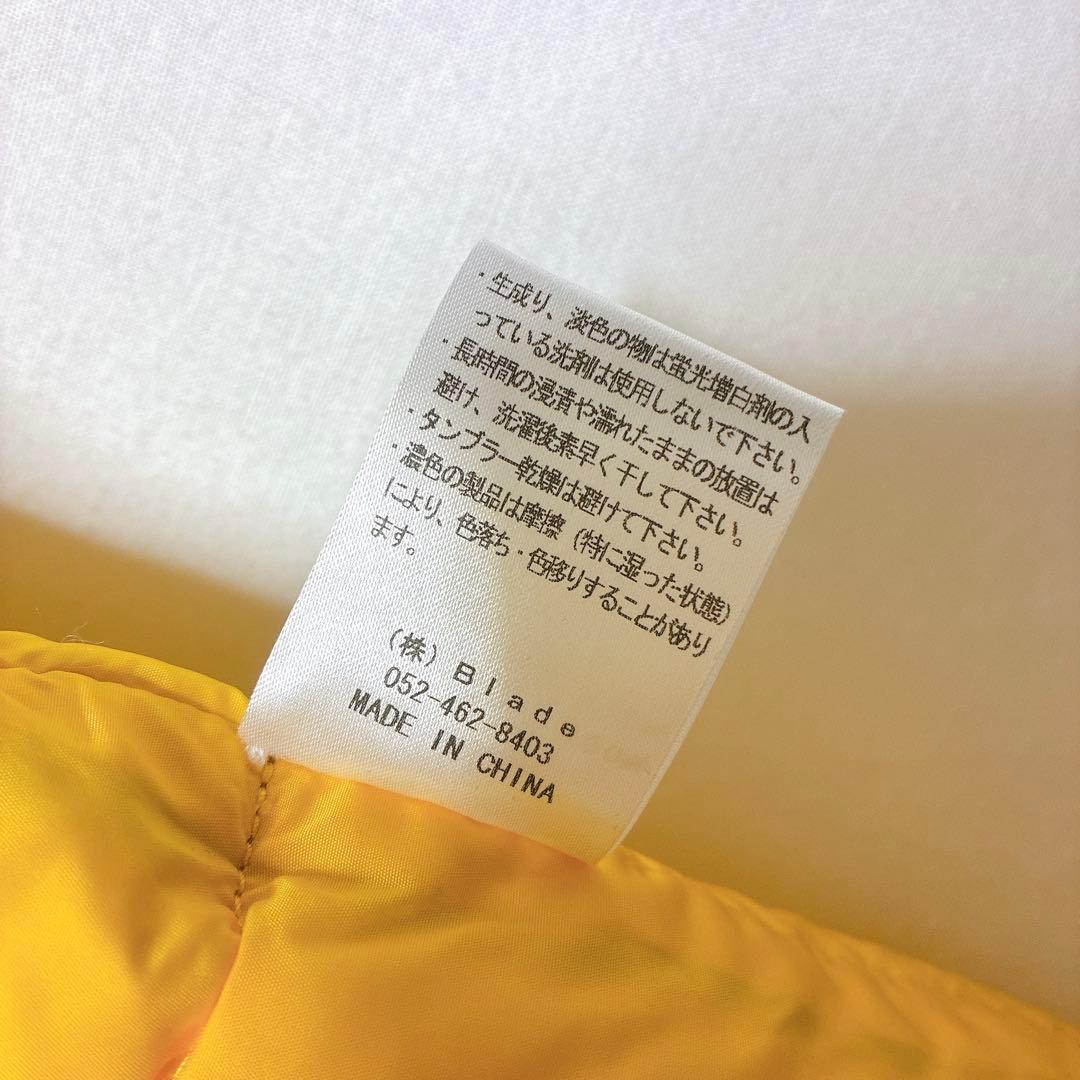 ・生成り、淡色の物は蛍光増白剤の入
っている洗剤は使用しないで下さい。
・長時間の浸漬や濡れたままの放置は
避け、洗濯後素早く干して下さい。
・タンブラー乾燥は避けて下さい。
・濃色の製品は摩擦（特に湿った状態）
により、色落ち・色移りすることがあり
ます。
（株）Blade
052-462-8403
MADE IN CHINA